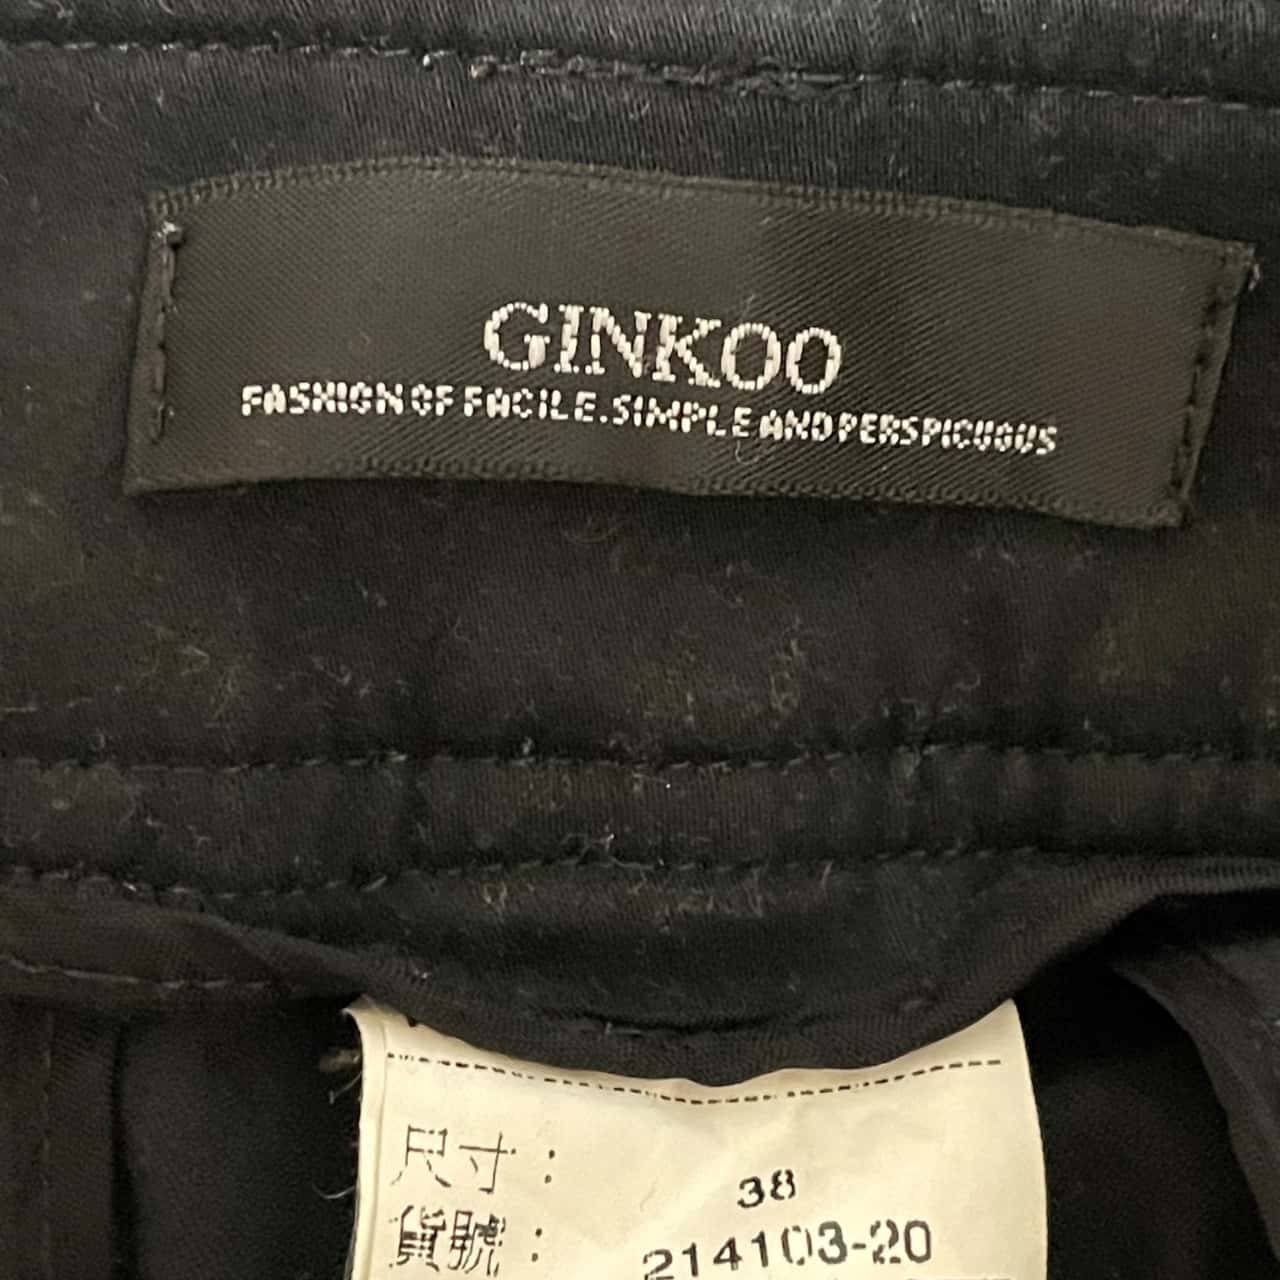 GINKOO
FASHION OF FACILE.SIMPLE AND PERSPICUOUS
尺寸： 38
貨號： 214103-20